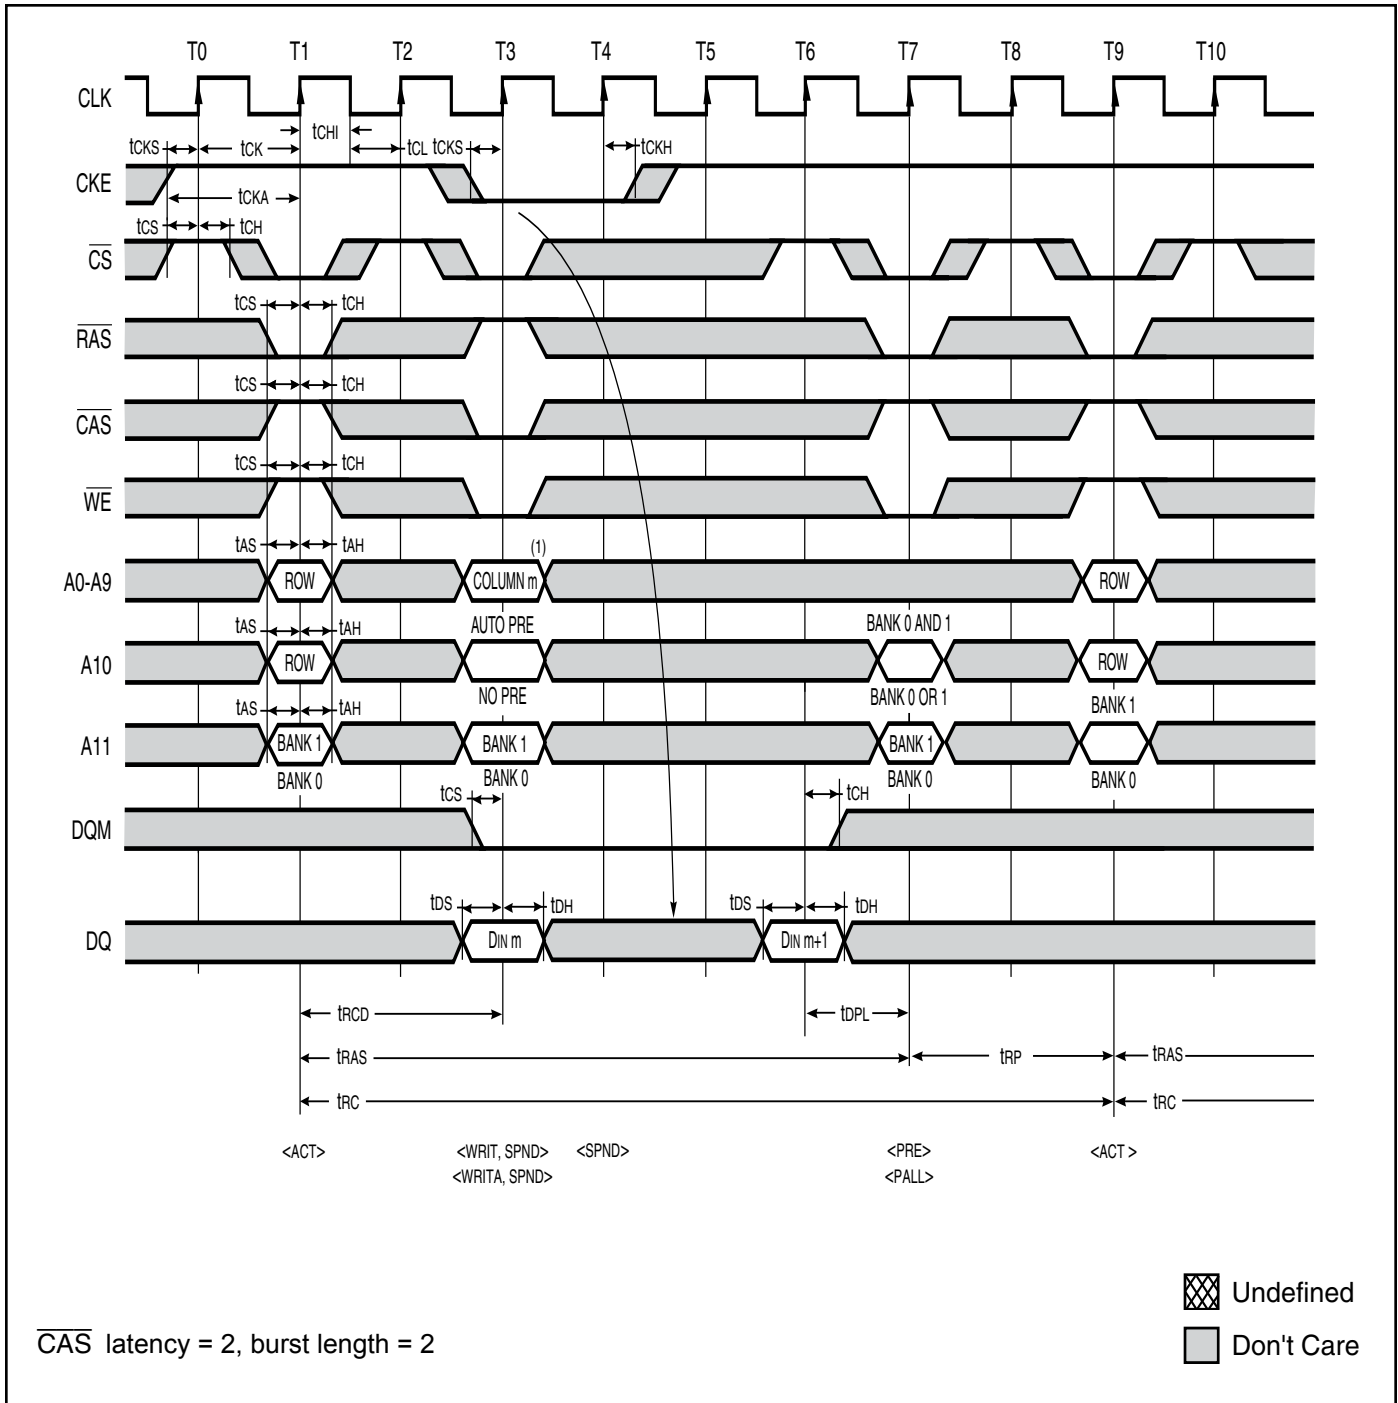 T0 T1 T2 T3 T4 T5 T6 T7 T8 T9 T10
CLK
tCHI
tCKS tCK tCL tCKS tCKH
CKE
tCKA
tCS tCH
CS
tCS tCH
RAS
tCS tCH
CAS
tCS tCH
WE
tAS tAH (1)
A0-A9 ROW COLUMN m ROW
tAS tAH AUTO PRE BANK 0 AND 1
A10 ROW ROW
NO PRE BANK 0 OR 1 BANK 1
tAS tAH
A11 BANK 1 BANK 1 BANK 1
BANK 0 BANK 0 BANK 0 BANK 0
tCS tCH
DQM
tDS tDH tDS tDH
DQ DIN m DIN m+1
tRCD tDPL
tRAS tRP tRAS
tRC tRC
<ACT> <WRIT, SPND> <SPND> <PRE> <ACT >
<WRITA, SPND> <PALL>
Undefined
CAS latency = 2, burst length = 2
Don't Care